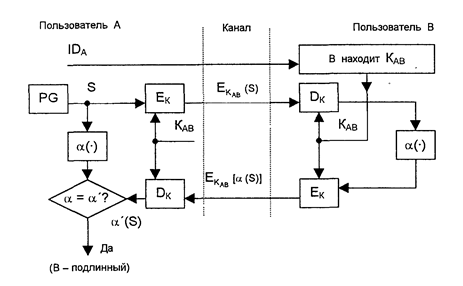 Пользователь А Канал Пользователь В
IDA
В находит KAB
S
PG EK EKAB (S) DK
KAB KAB
α(·) α(·)
EKAB [α (S)]
α = α´? DK EK
α´(S)
Да
(В – подлинный)